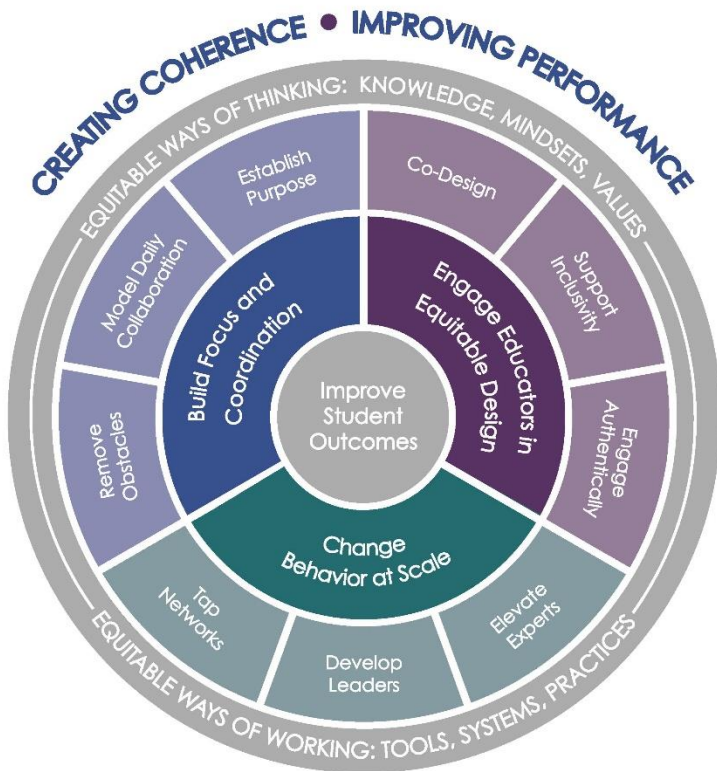 CREATING COHERENCE • IMPROVING PERFORMANCE
EQUITABLE WAYS OF THINKING: KNOWLEDGE, MINDSETS, VALUES
Establish
Purpose
Co-Design
Model Daily
Collaboration
Support
Inclusivity
Build Focus and
Coordination
Engage Educators in
Equitable Design
Improve
Student
Outcomes
Remove
Obstacles
Engage
Authentically
Change
Behavior at Scale
Tap
Networks
Develop
Leaders
Elevate
Experts
EQUITABLE WAYS OF WORKING: TOOLS, SYSTEMS, PRACTICES